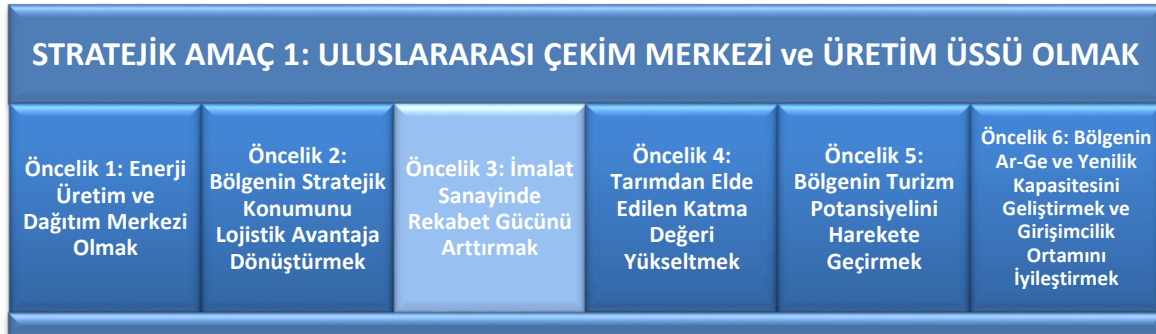 STRATEJİK AMAÇ 1: ULUSLARARASI ÇEKİM MERKEZİ ve ÜRETİM ÜSSÜ OLMAK
Öncelik 1: Enerji
Üretim ve
Dağıtım Merkezi
Olmak
Öncelik 2:
Bölgenin Stratejik
Konumunu
Lojistik Avantaja
Dönüştürmek
Öncelik 3: İmalat
Sanayinde
Rekabet Gücünü
Arttırmak
Öncelik 4:
Tarımdan Elde
Edilen Katma
Değeri
Yükseltmek
Öncelik 5:
Bölgenin Turizm
Potansiyelini
Harekete
Geçirmek
Öncelik 6: Bölgenin
Ar-Ge ve Yenilik
Kapasitesini
Geliştirmek ve
Girişimcilik
Ortamını
İyileştirmek